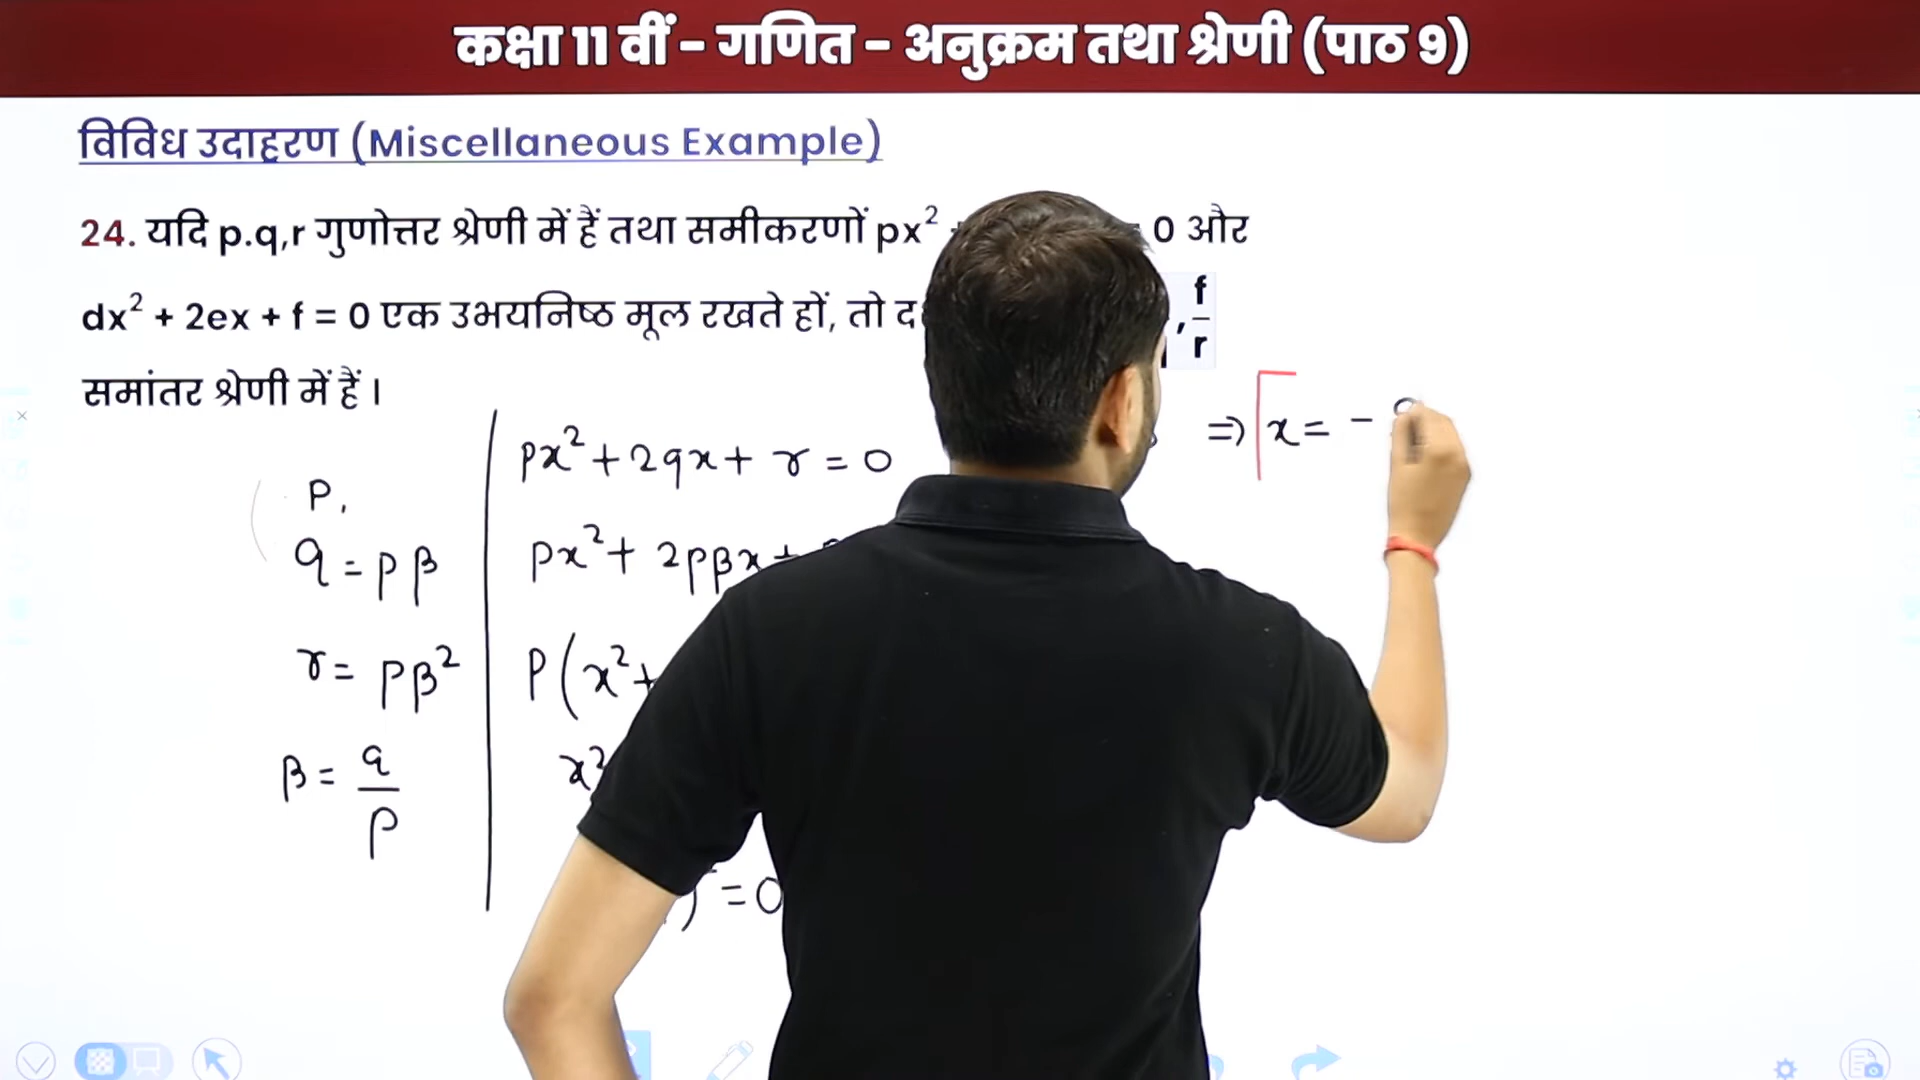 कक्षा 11 वीं - गणित - अनुक्रम तथा श्रेणी (पाठ 9)
विविध उदाहरण (Miscellaneous Example)
24. यदि p.q,r गुणोत्तर श्रेणी में हैं तथा समीकरणों px² 0 और
dx² + 2ex + f = 0 एक उभयनिष्ठ मूल रखते हों, तो , f/r
समांतर श्रेणी में हैं ।
P,
q = pβ
r = pβ²
β = q/p
px² + 2qx + r = 0
px² + 2pβx +
p(x² +
x²
) = 0
⇒ x = -